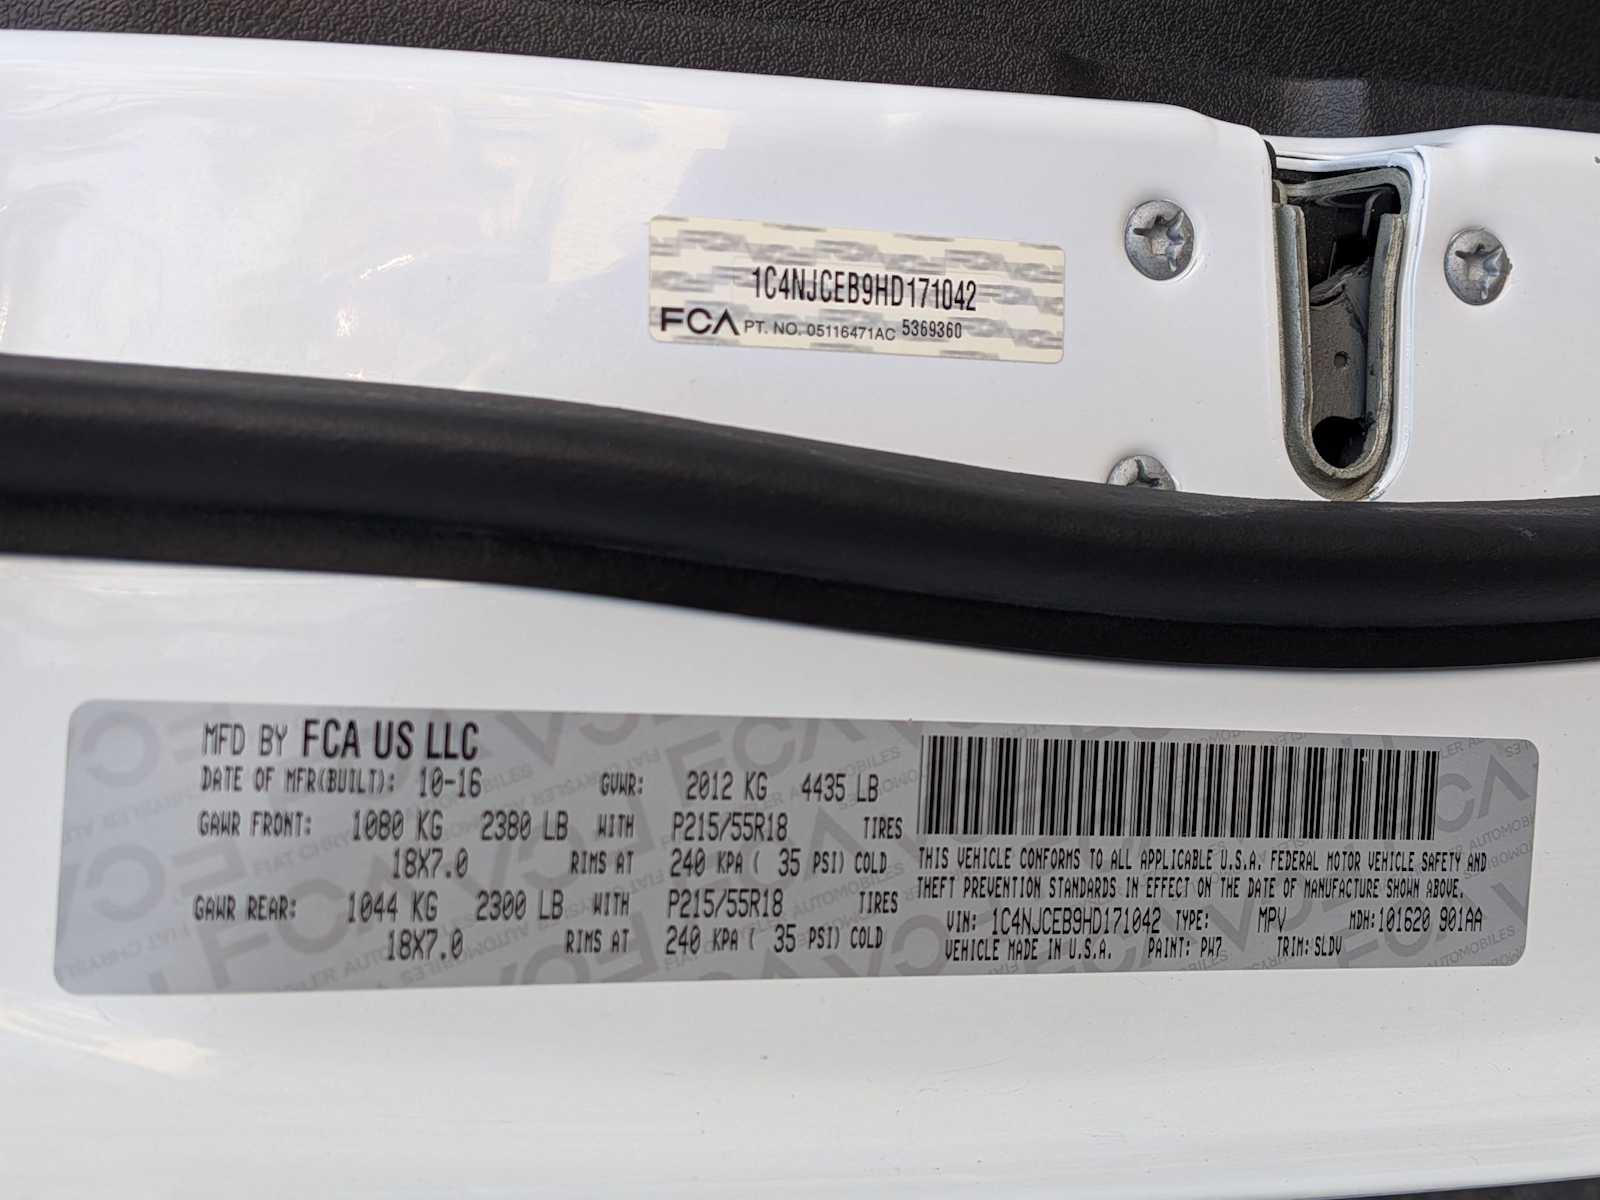 1C4NJCEB9HD171042
FCA PT. NO. 05116471AC 5369360
MFD BY FCA US LLC
DATE OF MFR(BUILT): 10-16 GVWR: 2012 KG 4435 LB
GAWR FRONT: 1080 KG 2380 LB WITH P215/55R18 TIRES
18X7.0 RIMS AT 240 KPA ( 35 PSI) COLD
GAWR REAR: 1044 KG 2300 LB WITH P215/55R18 TIRES
18X7.0 RIMS AT 240 KPA ( 35 PSI) COLD
THIS VEHICLE CONFORMS TO ALL APPLICABLE U.S.A. FEDERAL MOTOR VEHICLE SAFETY AND
THEFT PREVENTION STANDARDS IN EFFECT ON THE DATE OF MANUFACTURE SHOWN ABOVE.
VIN: 1C4NJCEB9HD171042 TYPE: MPV MDH:101620 901AA
VEHICLE MADE IN U.S.A. PAINT: PW7 TRIM: SLDV